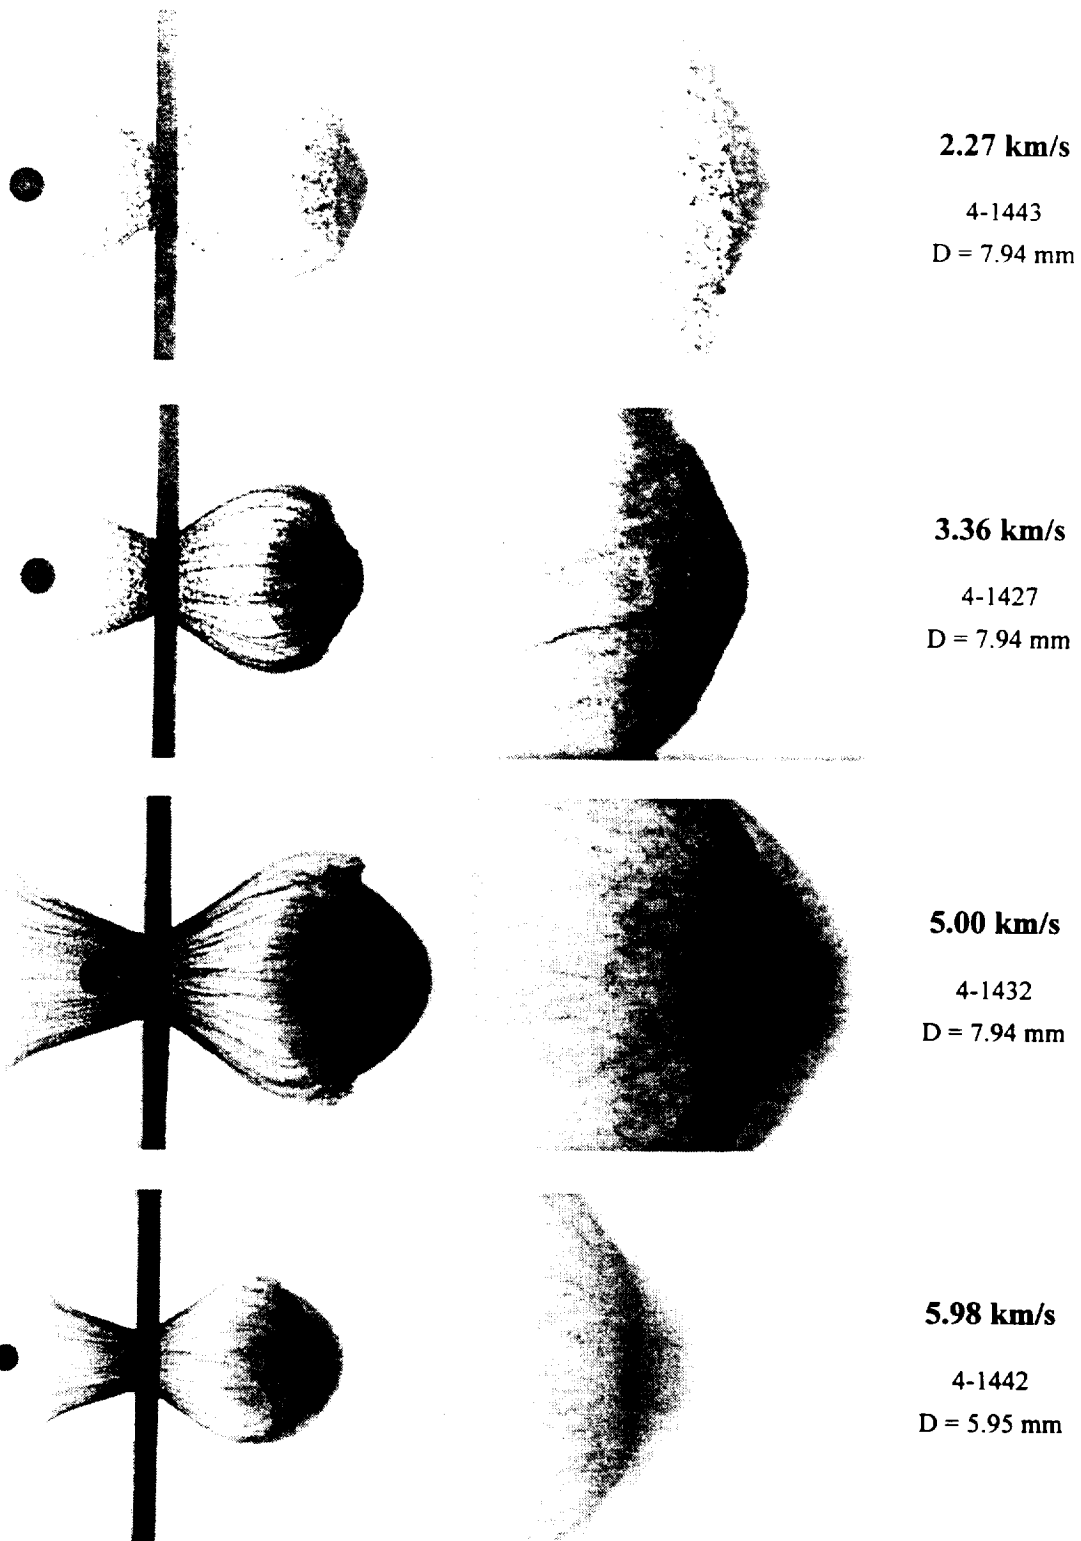 2.27 km/s
4-1443
D = 7.94 mm
3.36 km/s
4-1427
D = 7.94 mm
5.00 km/s
4-1432
D = 7.94 mm
5.98 km/s
4-1442
D = 5.95 mm